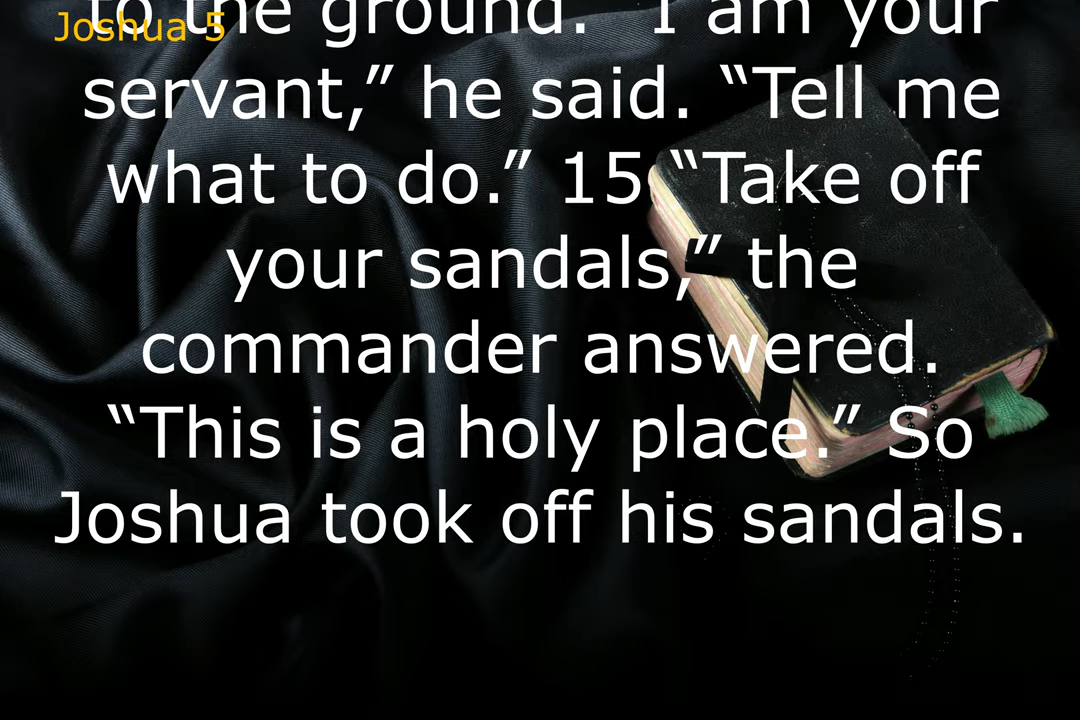 Joshua 5
to the ground. “I am your
servant,” he said. “Tell me
what to do.” 15 “Take off
your sandals,” the
commander answered.
“This is a holy place.” So
Joshua took off his sandals.